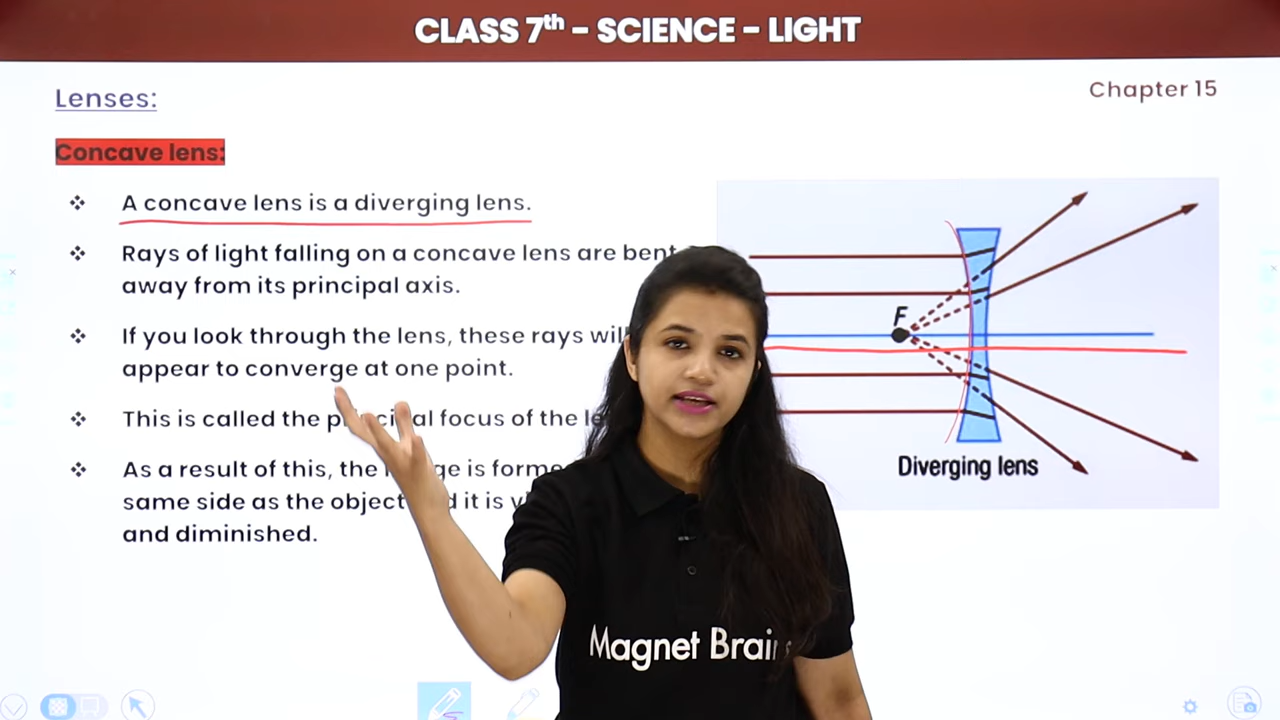 CLASS 7th - SCIENCE - LIGHT
Lenses:
Chapter 15
Concave lens:
❖ A concave lens is a diverging lens.
❖ Rays of light falling on a concave lens are bent
away from its principal axis.
❖ If you look through the lens, these rays will
appear to converge at one point.
❖ This is called the focus of the
❖ As a result of this, the is
same side as the object it is
and diminished.
F
Diverging lens
Magnet